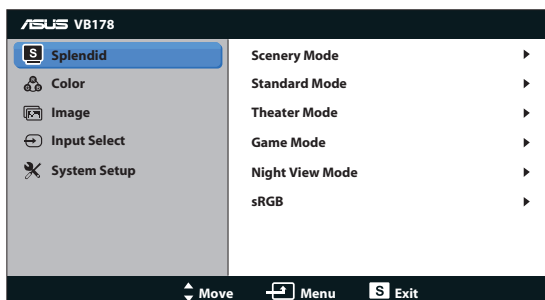 ASUS VB178
S Splendid
Color
Image
Input Select
System Setup
Scenery Mode
Standard Mode
Theater Mode
Game Mode
Night View Mode
sRGB
Move Menu S Exit